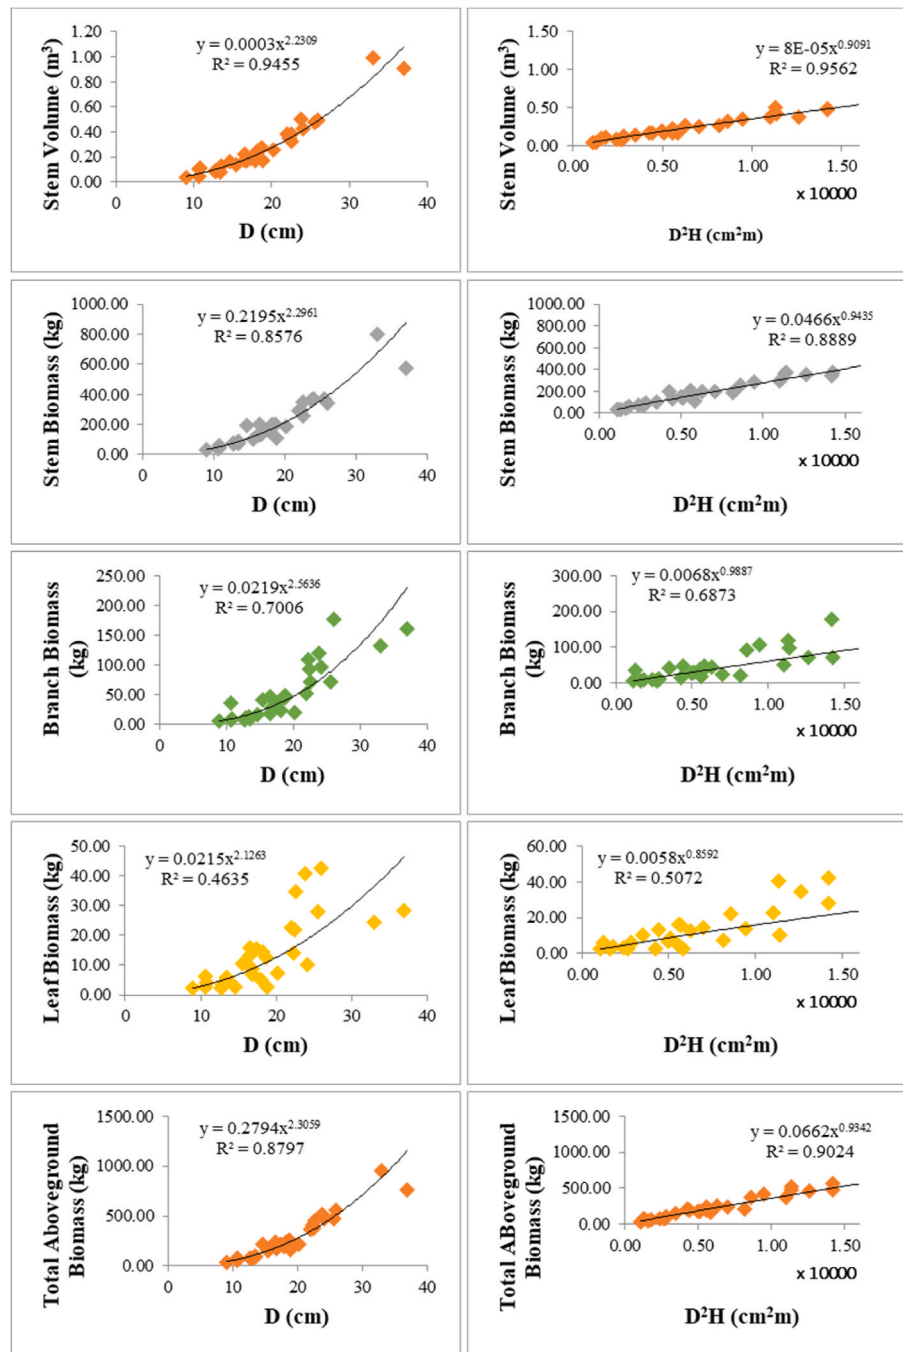 Stem Volume (m³)
1.20
1.00
0.80
0.60
0.40
0.20
0.00
y = 0.0003x^2.2309
R² = 0.9455
0 10 20 30 40
D (cm)
Stem Volume (m³)
1.50
1.00
0.50
0.00
y = 8E-05x^0.9091
R² = 0.9562
0.00 0.50 1.00 1.50
x 10000
D²H (cm²m)
Stem Biomass (kg)
1000.00
800.00
600.00
400.00
200.00
0.00
y = 0.2195x^2.2961
R² = 0.8576
0 10 20 30 40
D (cm)
Stem Biomass (kg)
1000.00
800.00
600.00
400.00
200.00
0.00
y = 0.0466x^0.9435
R² = 0.8889
0.00 0.50 1.00 1.50
x 10000
D²H (cm²m)
Branch Biomass
(kg)
250.00
200.00
150.00
100.00
50.00
0.00
y = 0.0219x^2.5636
R² = 0.7006
0 10 20 30 40
D (cm)
Branch Biomass
(kg)
300.00
200.00
100.00
0.00
y = 0.0068x^0.9887
R² = 0.6873
0.00 0.50 1.00 1.50
x 10000
D²H (cm²m)
Leaf Biomass (kg)
50.00
40.00
30.00
20.00
10.00
0.00
y = 0.0215x^2.1263
R² = 0.4635
0 10 20 30 40
D (cm)
Leaf Biomass (kg)
60.00
40.00
20.00
0.00
y = 0.0058x^0.8592
R² = 0.5072
0.00 0.50 1.00 1.50
x 10000
D²H (cm²m)
Total Aboveground
Biomass (kg)
1500.00
1000.00
500.00
0.00
y = 0.2794x^2.3059
R² = 0.8797
0 10 20 30 40
D (cm)
Total ABoveground
Biomass (kg)
1500.00
1000.00
500.00
0.00
y = 0.0662x^0.9342
R² = 0.9024
0.00 0.50 1.00 1.50
x 10000
D²H (cm²m)